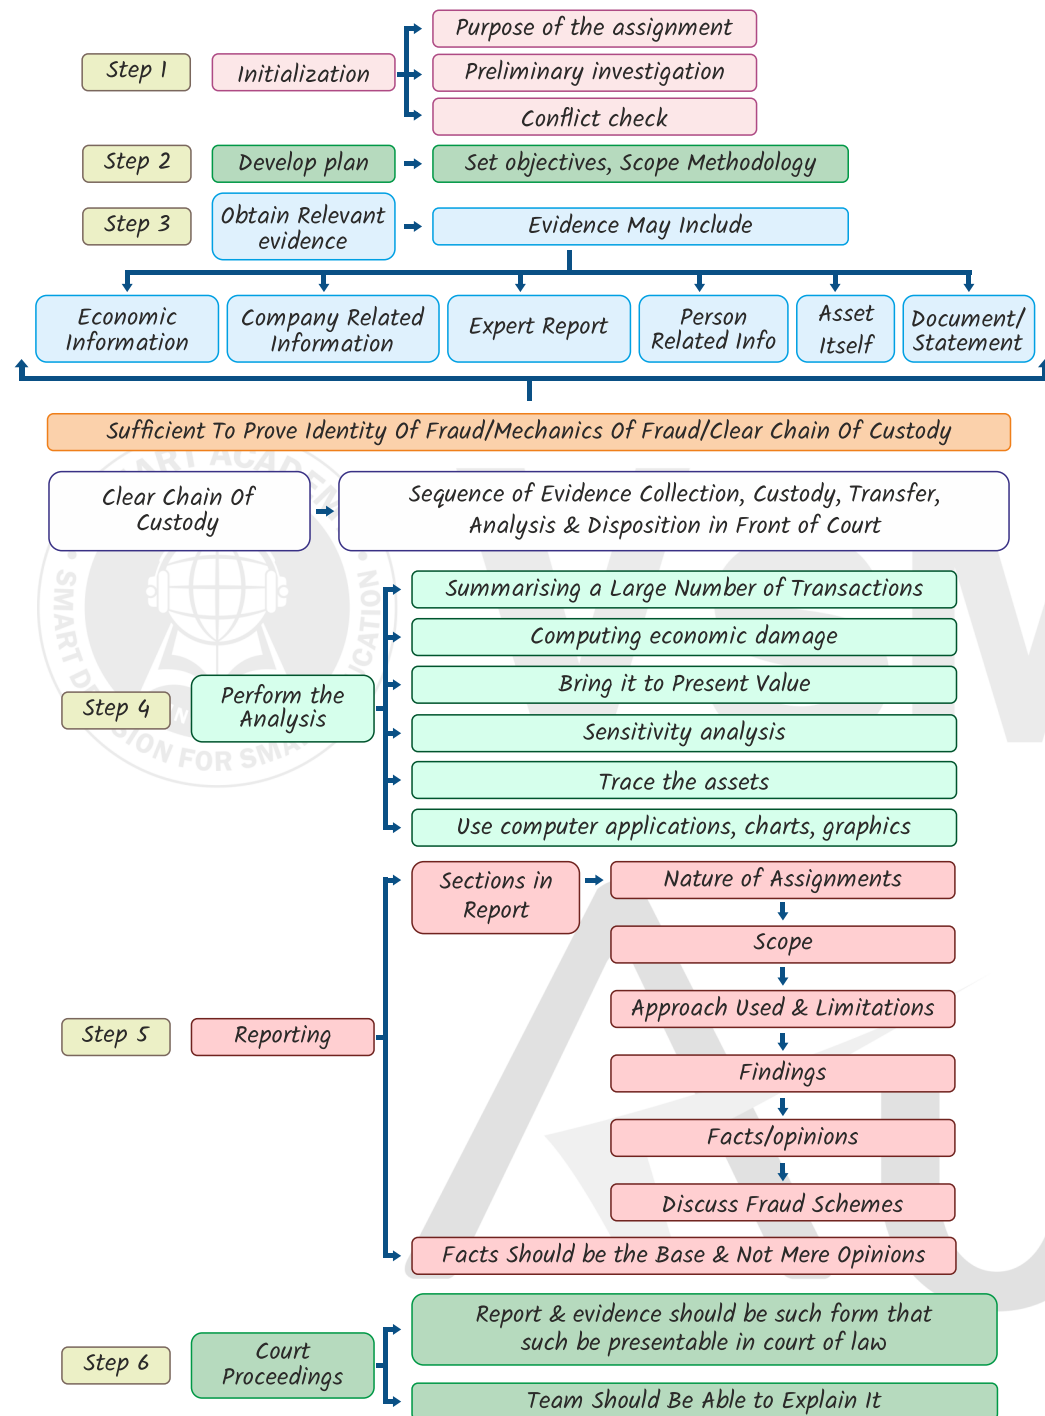 Step 1
Initialization
Purpose of the assignment
Preliminary investigation
Conflict check
Step 2
Develop plan
Set objectives, Scope Methodology
Step 3
Obtain Relevant
evidence
Evidence May Include
Economic
Information
Company Related
Information
Expert Report
Person
Related Info
Asset
Itself
Document/
Statement
Sufficient To Prove Identity Of Fraud/Mechanics Of Fraud/Clear Chain Of Custody
Clear Chain Of
Custody
Sequence of Evidence Collection, Custody, Transfer,
Analysis & Disposition in Front of Court
Step 4
Perform the
Analysis
Summarising a Large Number of Transactions
Computing economic damage
Bring it to Present Value
Sensitivity analysis
Trace the assets
Use computer applications, charts, graphics
Step 5
Reporting
Sections in
Report
Nature of Assignments
Scope
Approach Used & Limitations
Findings
Facts/opinions
Discuss Fraud Schemes
Facts Should be the Base & Not Mere Opinions
Step 6
Court
Proceedings
Report & evidence should be such form that
such be presentable in court of law
Team Should Be Able to Explain It